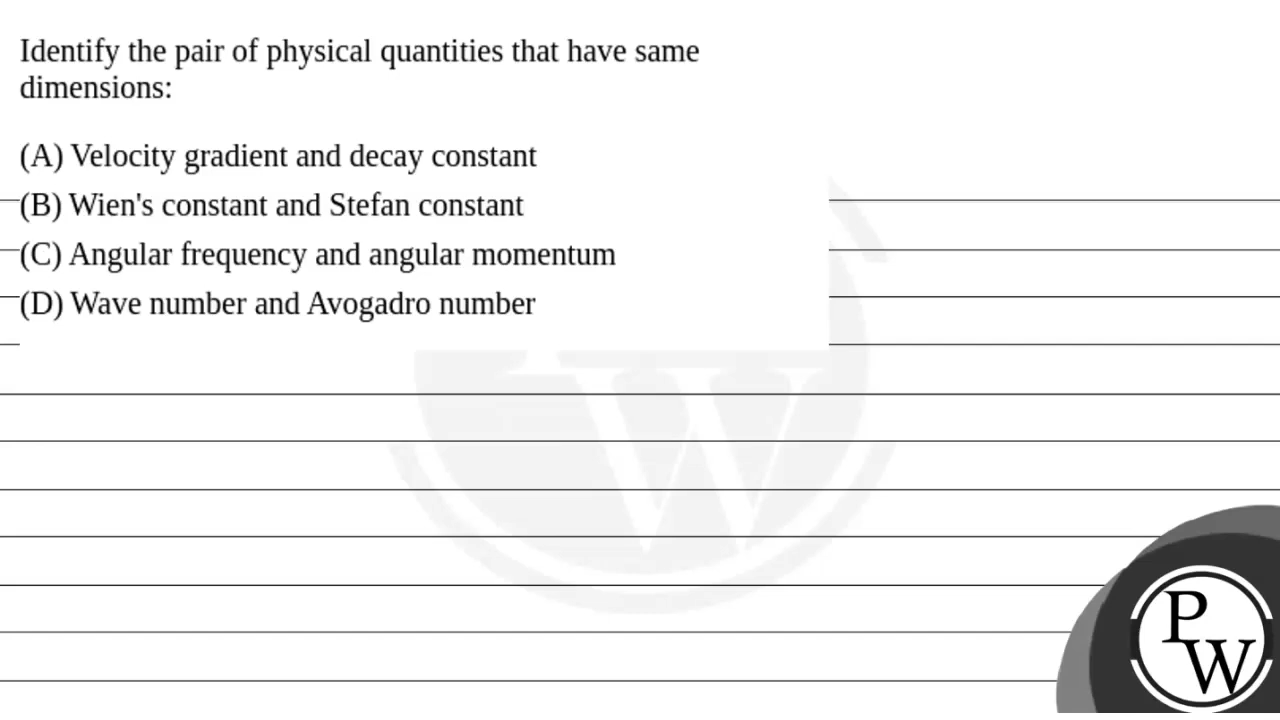 Identify the pair of physical quantities that have same
dimensions:
(A) Velocity gradient and decay constant
(B) Wien's constant and Stefan constant
(C) Angular frequency and angular momentum
(D) Wave number and Avogadro number
W
P
W